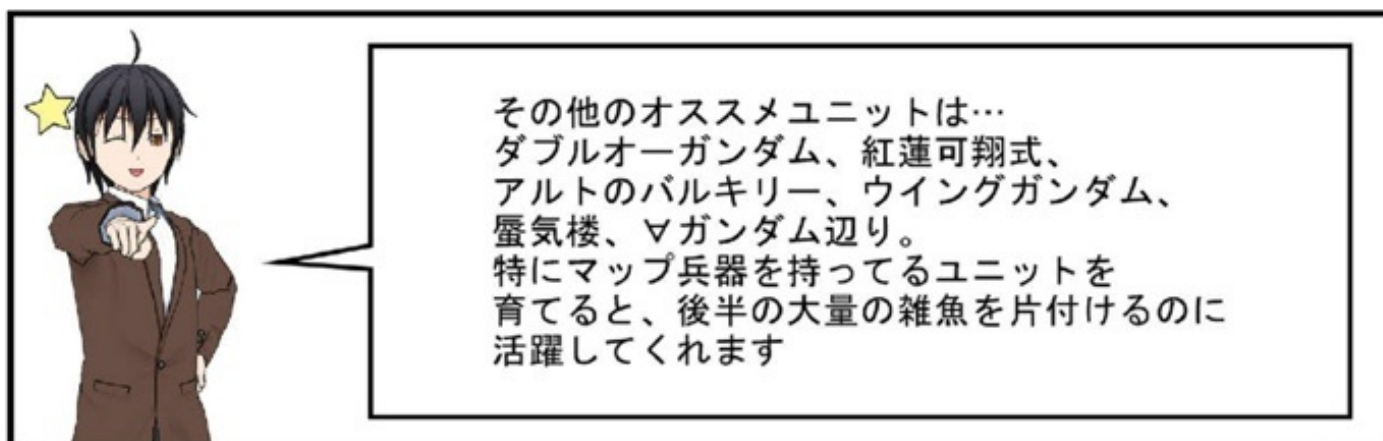 その他のオススメユニットは…
ダブルオーガンダム、紅蓮可翔式、
アルトのバルキリー、ウイングガンダム、
蜃気楼、∀ガンダム辺り。
特にマップ兵器を持ってるユニットを
育てると、後半の大量の雑魚を片付けるのに
活躍してくれます